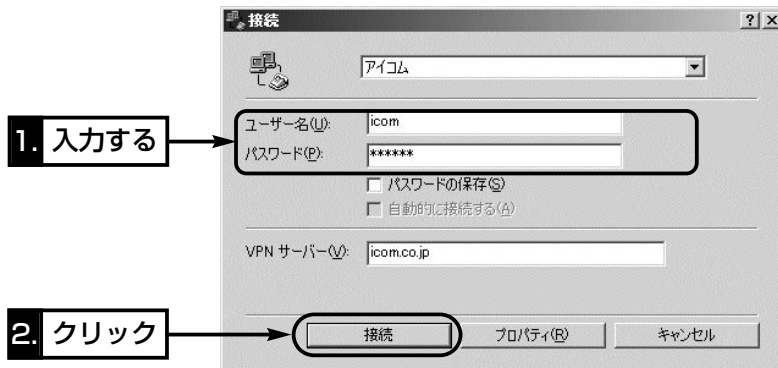 接続
アイコム
1. 入力する
ユーザー名(U): icom
パスワード(P): ******
パスワードの保存(S)
自動的に接続する(A)
VPN サーバー(V): icom.co.jp
2. クリック
接続 プロパティ(R) キャンセル